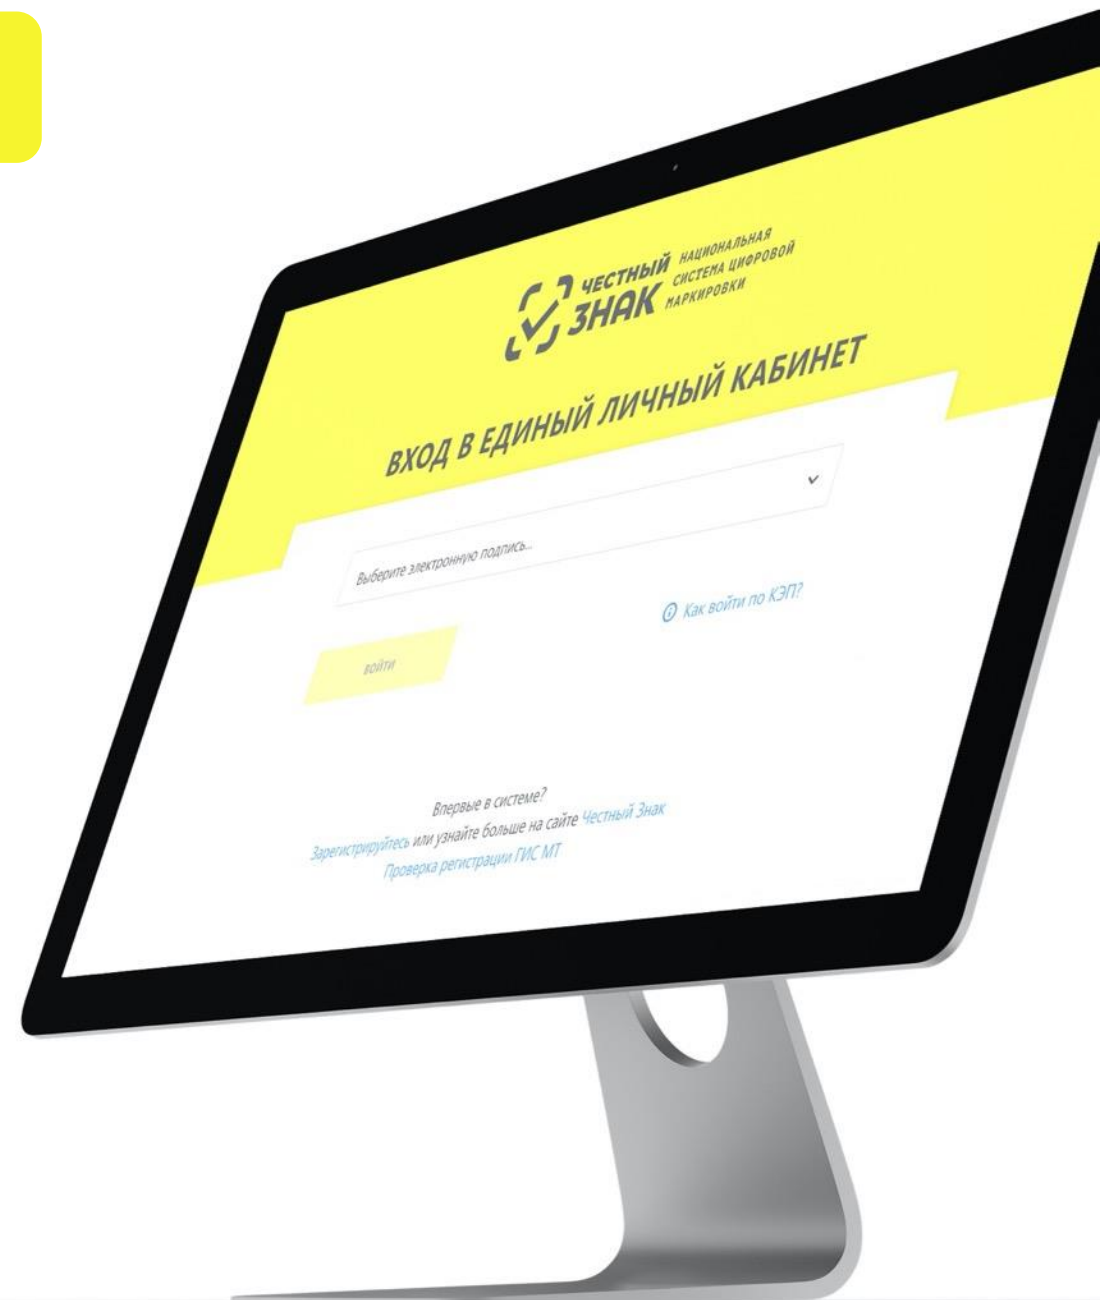 ЧЕСТНЫЙ
ЗНАК
НАЦИОНАЛЬНАЯ
СИСТЕМА ЦИФРОВОЙ
МАРКИРОВКИ
ВХОД В ЕДИНЫЙ ЛИЧНЫЙ КАБИНЕТ
Выберите электронную подпись...
Как войти по КЭП?
ВОЙТИ
Впервые в системе?
Зарегистрируйтесь или узнайте больше на сайте Честный Знак
Проверка регистрации ГИС МТ